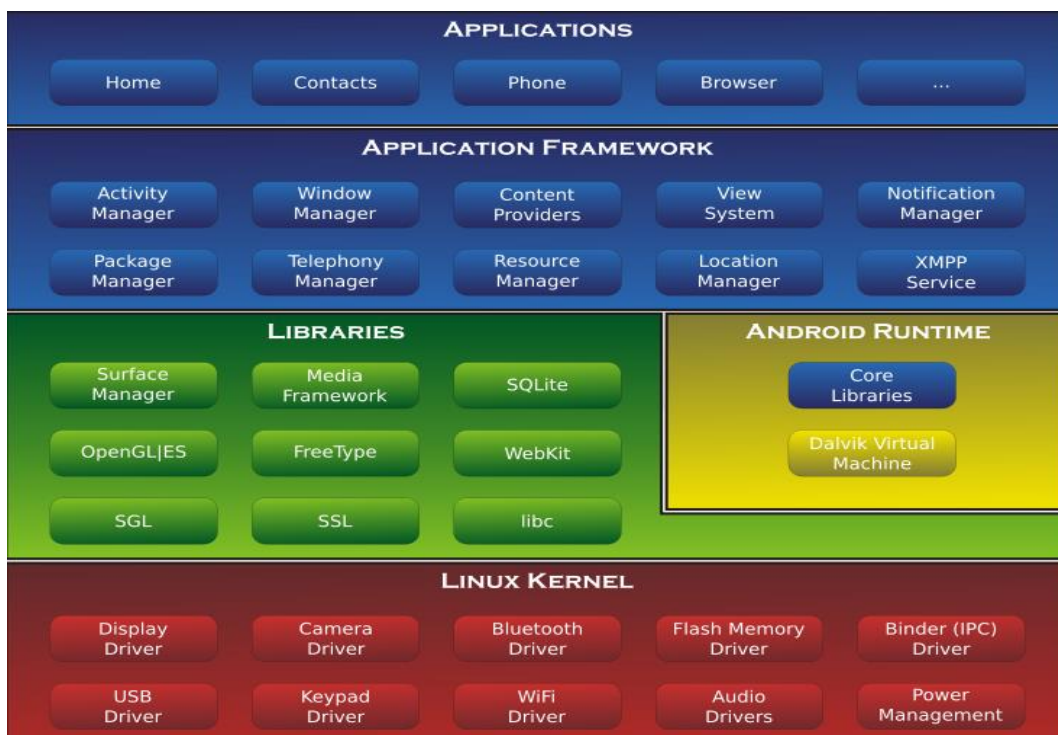 APPLICATIONS
Home
Contacts
Phone
Browser
...
APPLICATION FRAMEWORK
Activity
Manager
Window
Manager
Content
Providers
View
System
Notification
Manager
Package
Manager
Telephony
Manager
Resource
Manager
Location
Manager
XMPP
Service
LIBRARIES
Surface
Manager
Media
Framework
SQLite
OpenGL|ES
FreeType
WebKit
SGL
SSL
libc
ANDROID RUNTIME
Core
Libraries
Dalvik Virtual
Machine
LINUX KERNEL
Display
Driver
Camera
Driver
Bluetooth
Driver
Flash Memory
Driver
Binder (IPC)
Driver
USB
Driver
Keypad
Driver
WiFi
Driver
Audio
Drivers
Power
Management